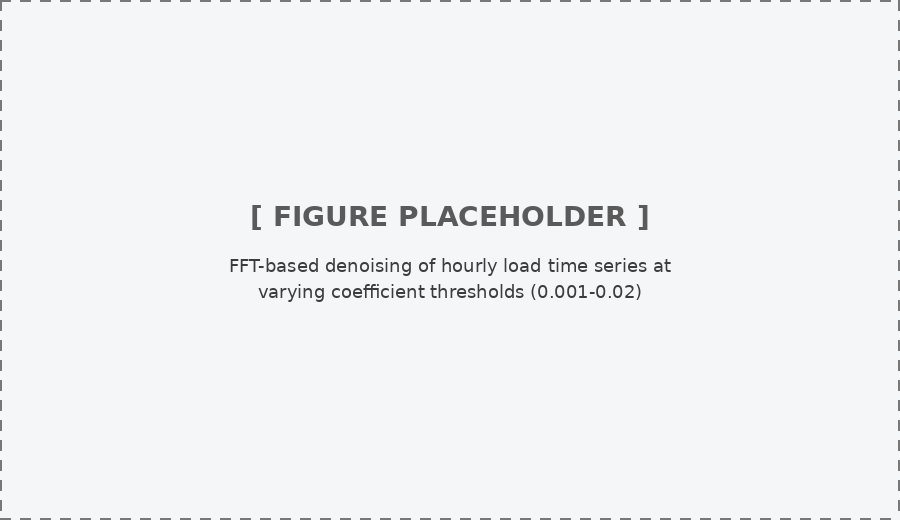 [ FIGURE PLACEHOLDER ]
FFT-based denoising of hourly load time series at
varying coefficient thresholds (0.001-0.02)